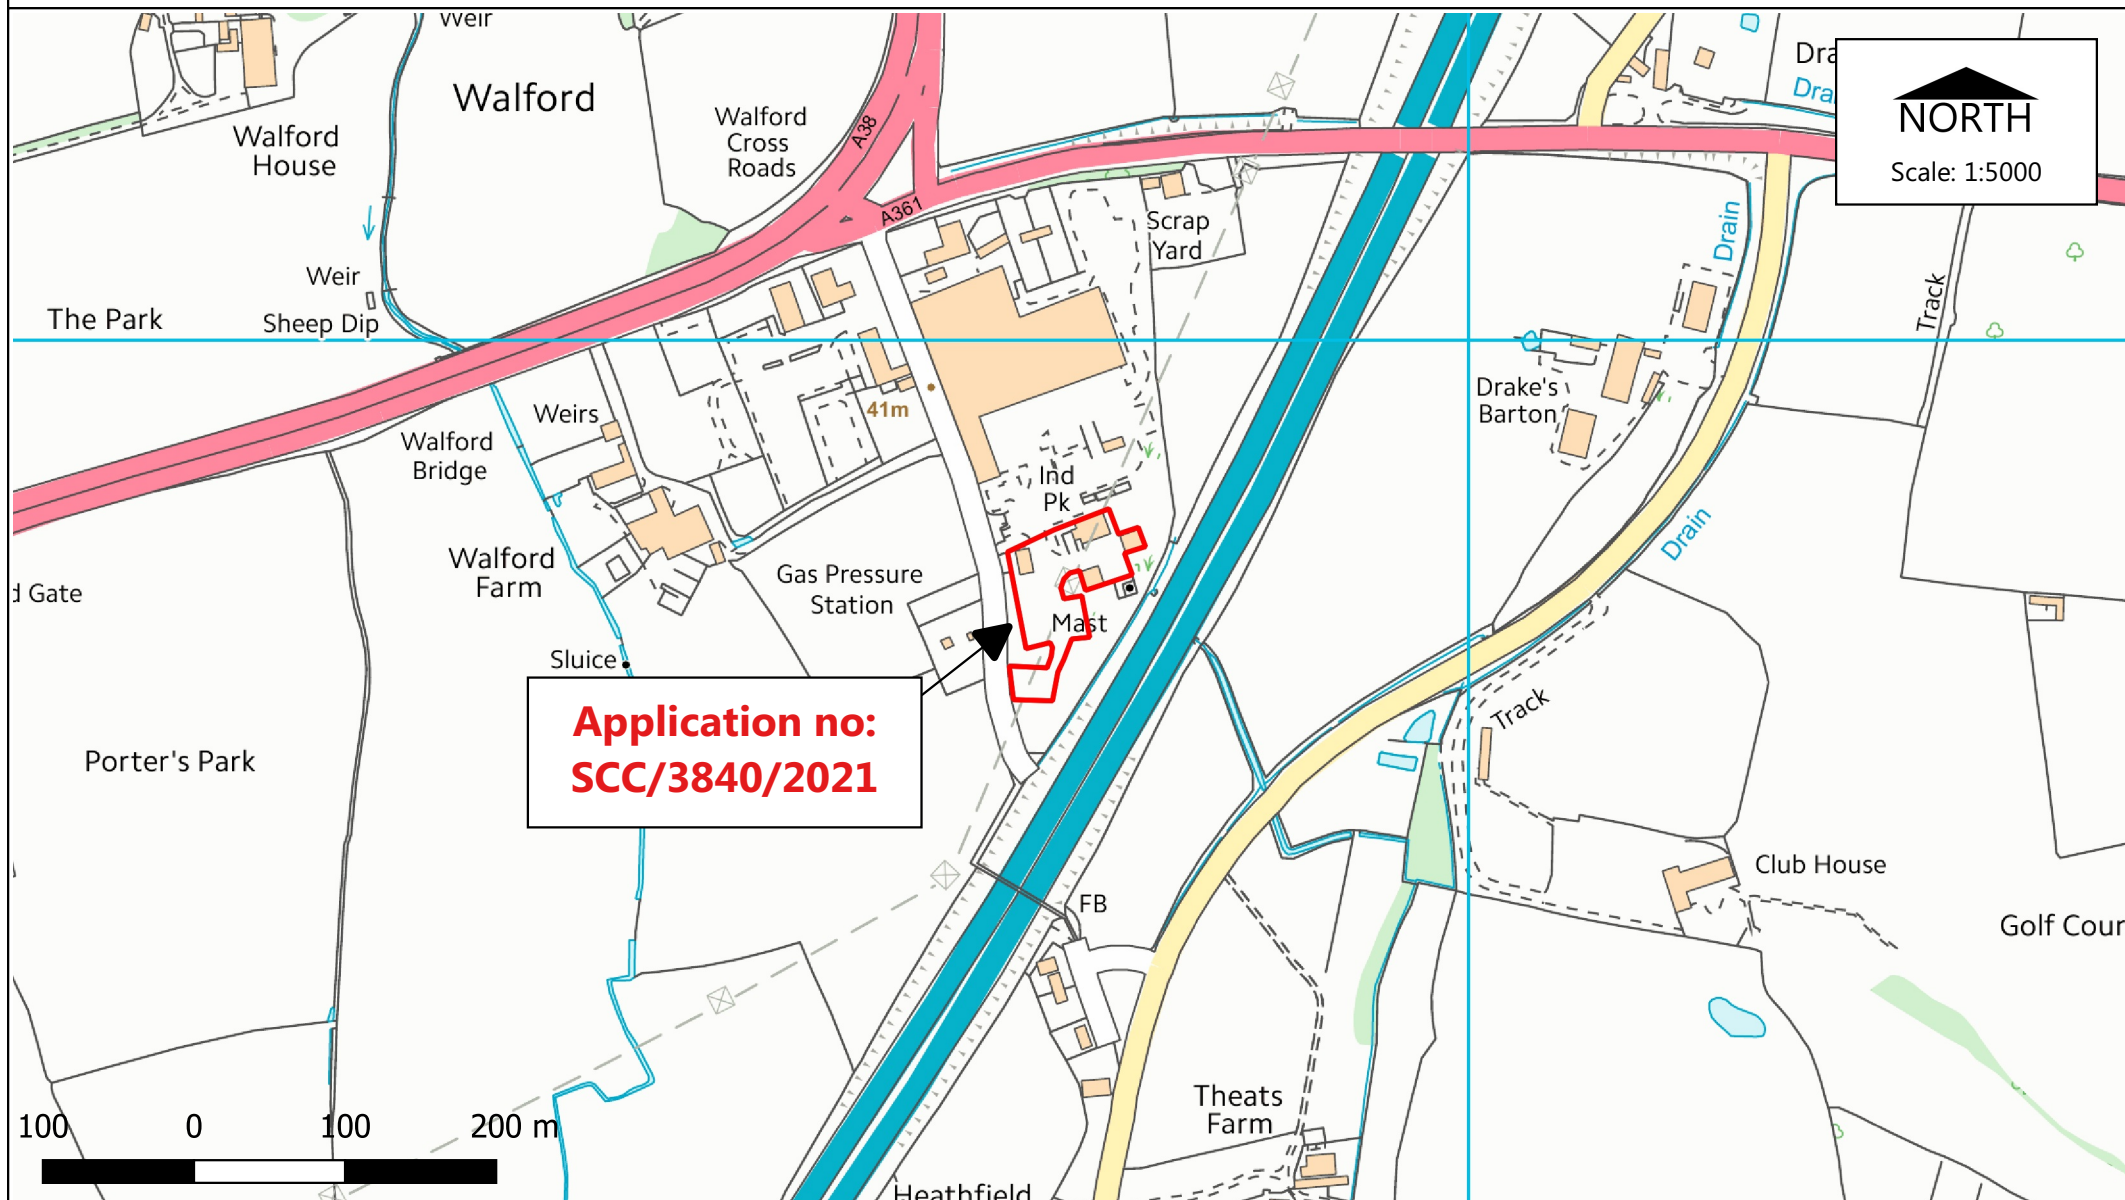 Weir
Walford
Walford
House
Walford
Cross
Roads
A38
A361
Scrap
Yard
Drain
NORTH
Scale: 1:5000
Weir
Sheep Dip
The Park
Track
41m
Weirs
Walford
Bridge
Drake's
Barton
Ind
Pk
Drain
Walford
Farm
Gas Pressure
Station
d Gate
Mast
Sluice
Application no:
SCC/3840/2021
Track
Porter's Park
Club House
FB
Golf Cour
Theats
Farm
100 0 100 200 m
Heathfield